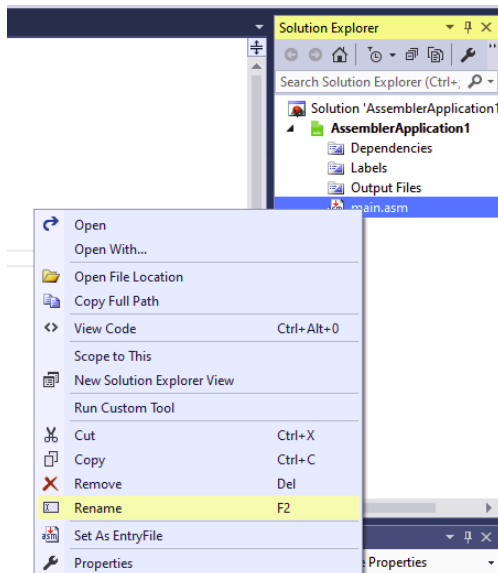 Solution Explorer
Search Solution Explorer (Ctrl+;
Solution 'AssemblerApplication1
AssemblerApplication1
Dependencies
Labels
Output Files
main.asm
Open
Open With...
Open File Location
Copy Full Path
View Code Ctrl+Alt+0
Scope to This
New Solution Explorer View
Run Custom Tool
Cut Ctrl+X
Copy Ctrl+C
Remove Del
Rename F2
Set As EntryFile
Properties
Properties